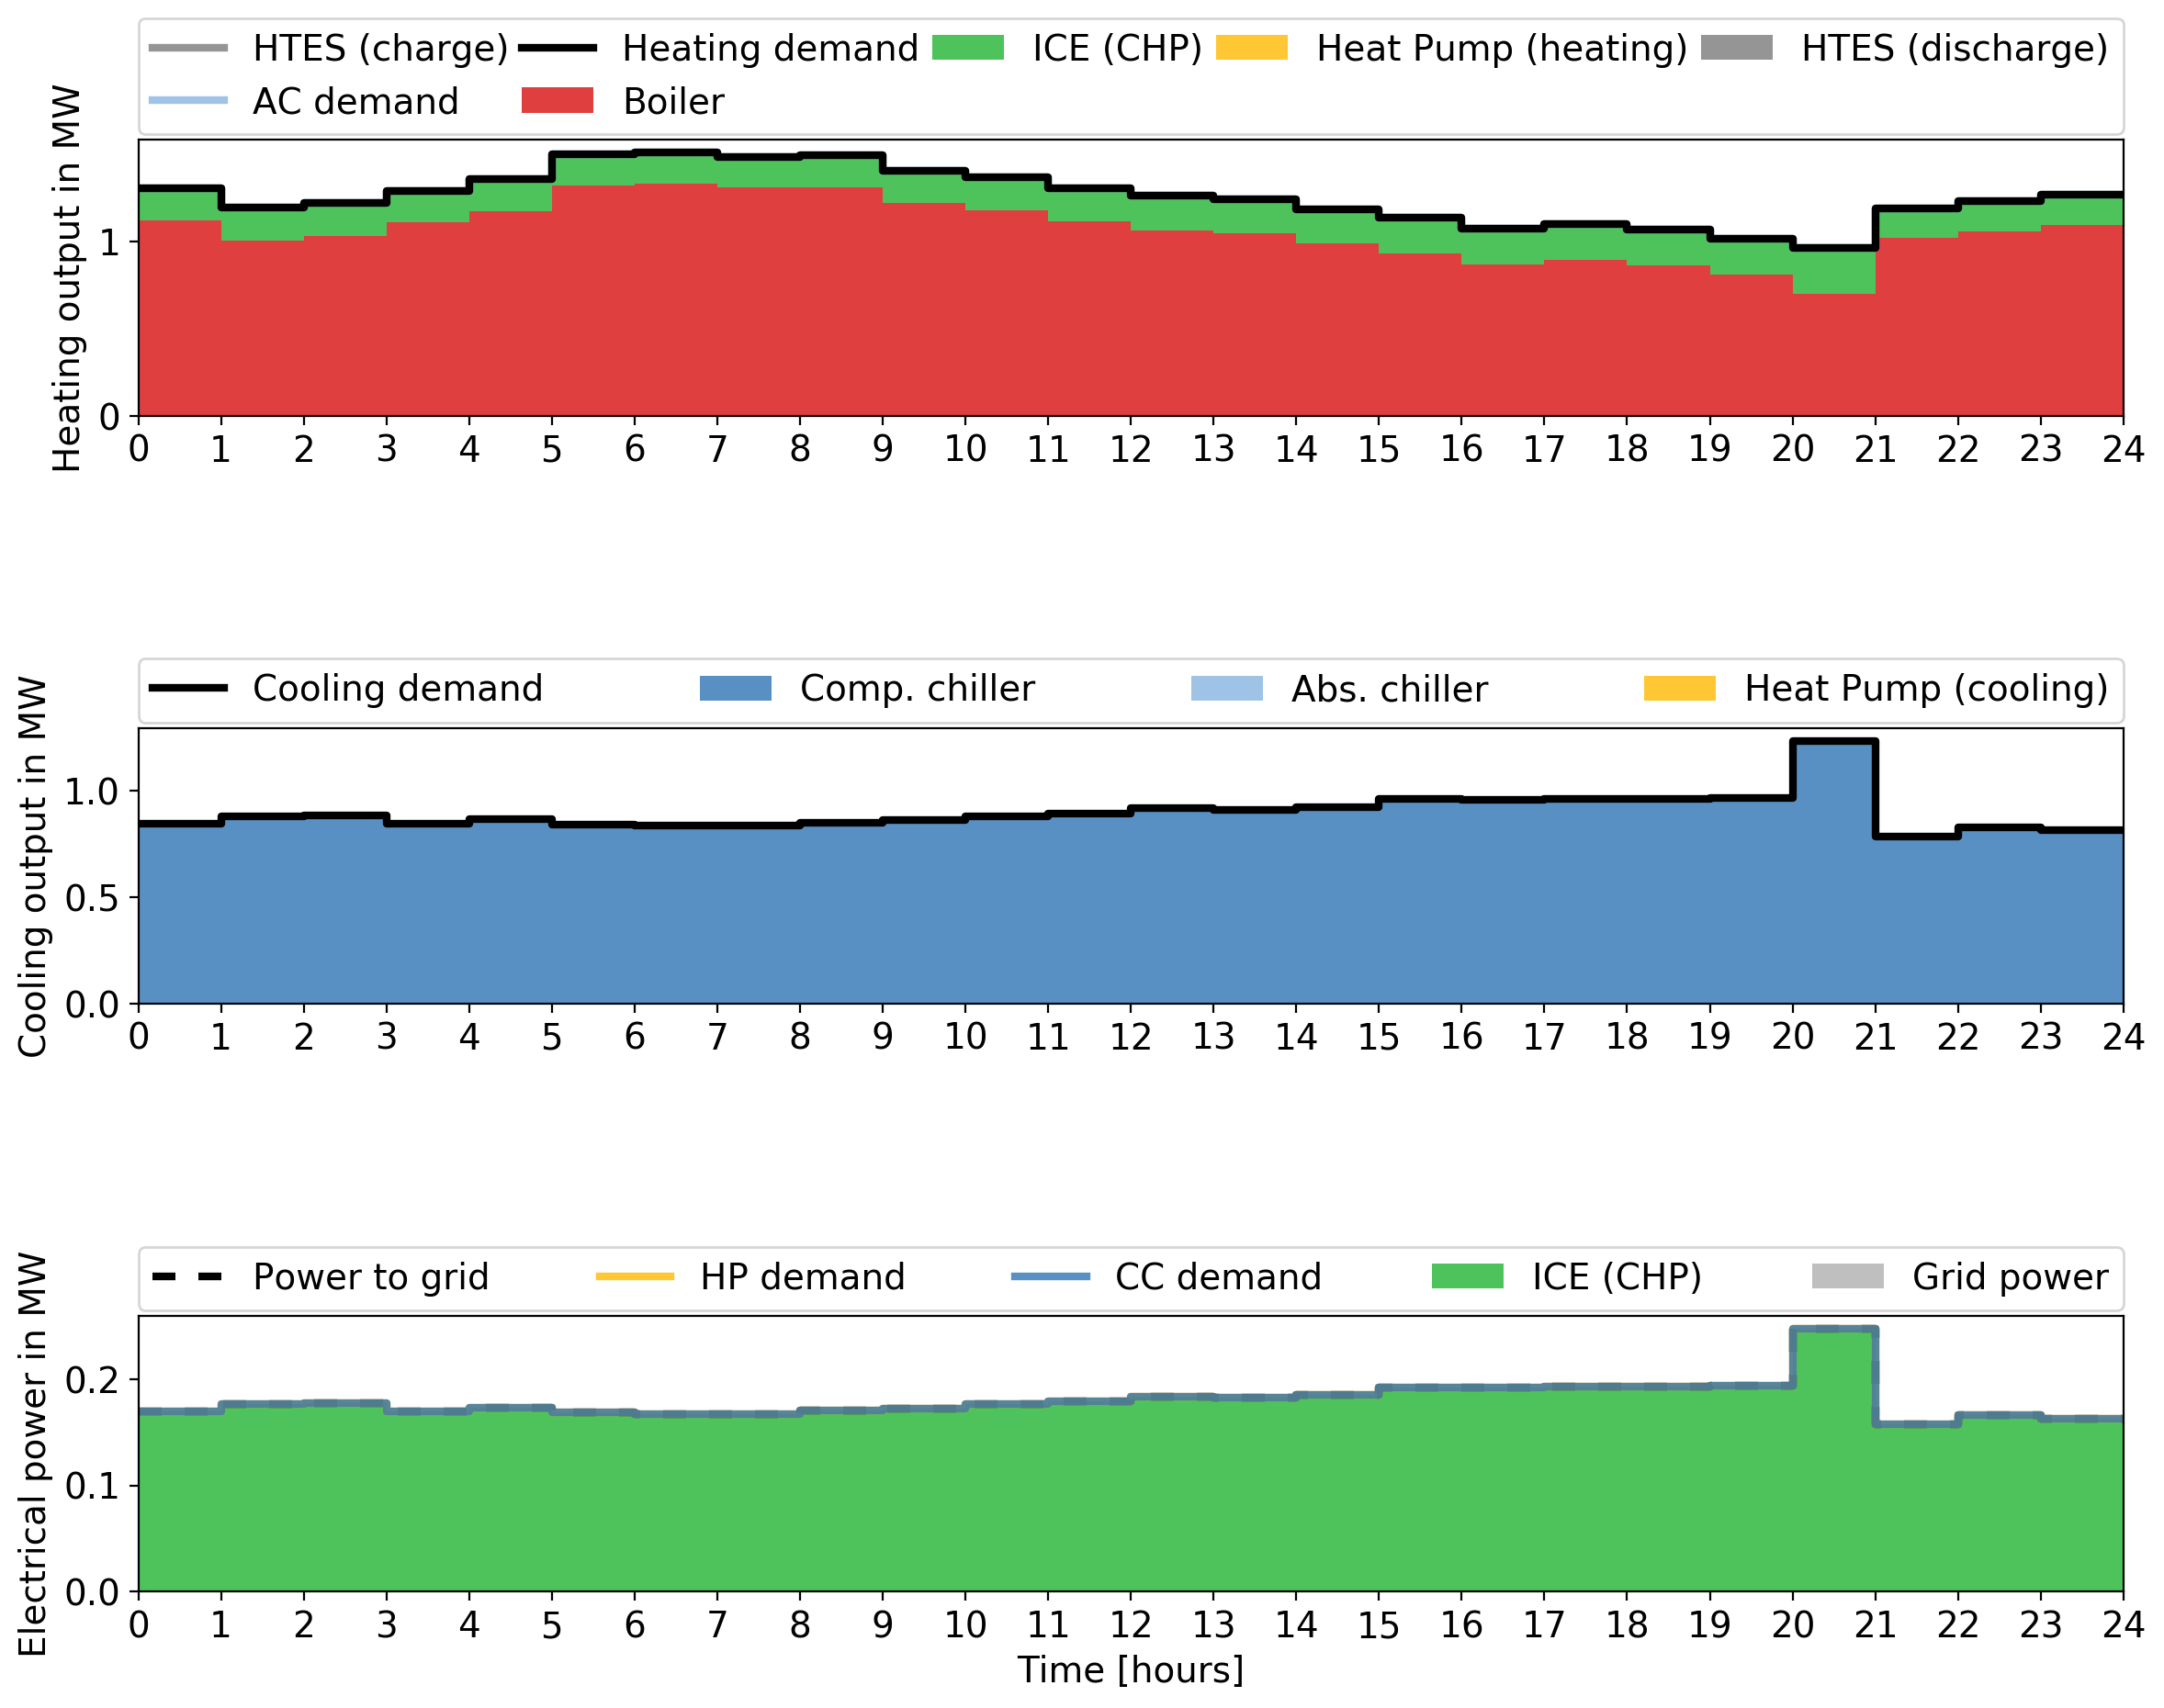 HTES (charge) Heating demand ICE (CHP) Heat Pump (heating) HTES (discharge)
AC demand Boiler
Heating output in MW
1
0
0 1 2 3 4 5 6 7 8 9 10 11 12 13 14 15 16 17 18 19 20 21 22 23 24
Cooling demand Comp. chiller Abs. chiller Heat Pump (cooling)
Cooling output in MW
1.0
0.5
0.0
0 1 2 3 4 5 6 7 8 9 10 11 12 13 14 15 16 17 18 19 20 21 22 23 24
Power to grid HP demand CC demand ICE (CHP) Grid power
Electrical power in MW
0.2
0.1
0.0
0 1 2 3 4 5 6 7 8 9 10 11 12 13 14 15 16 17 18 19 20 21 22 23 24
Time [hours]